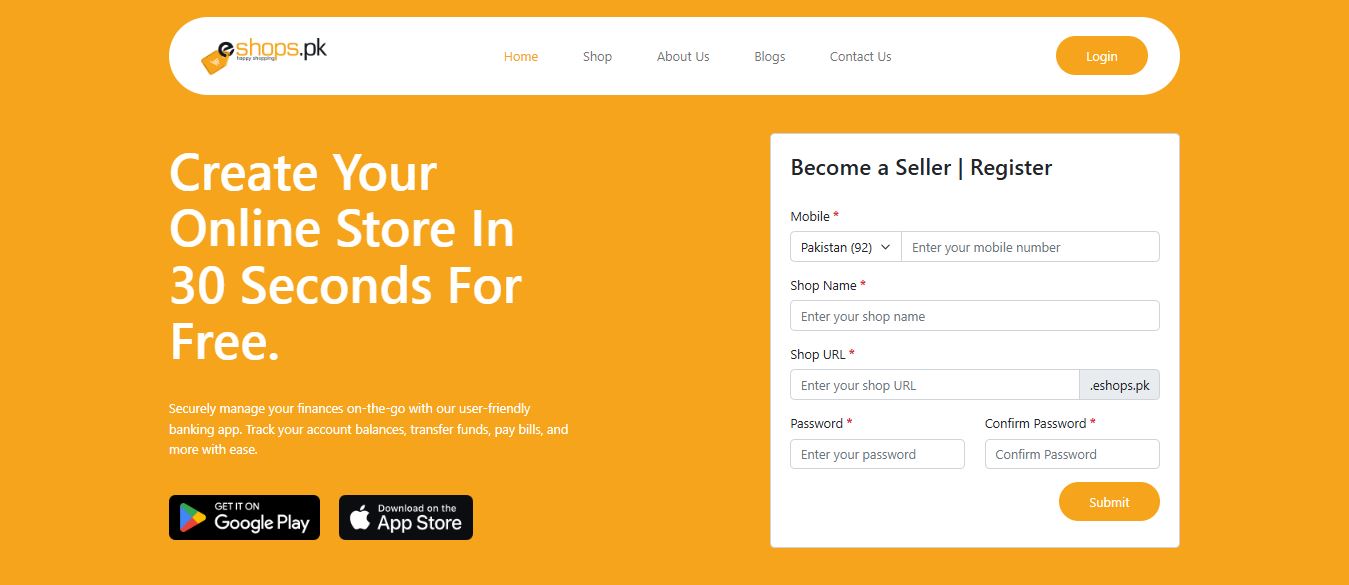 eshops.pk
happy shopping
Home
Shop
About Us
Blogs
Contact Us
Login
Create Your
Online Store In
30 Seconds For
Free.
Securely manage your finances on-the-go with our user-friendly
banking app. Track your account balances, transfer funds, pay bills, and
more with ease.
GET IT ON
Google Play
Download on the
App Store
Become a Seller | Register
Mobile *
Pakistan (92)
Enter your mobile number
Shop Name *
Enter your shop name
Shop URL *
Enter your shop URL
.eshops.pk
Password *
Confirm Password *
Enter your password
Confirm Password
Submit